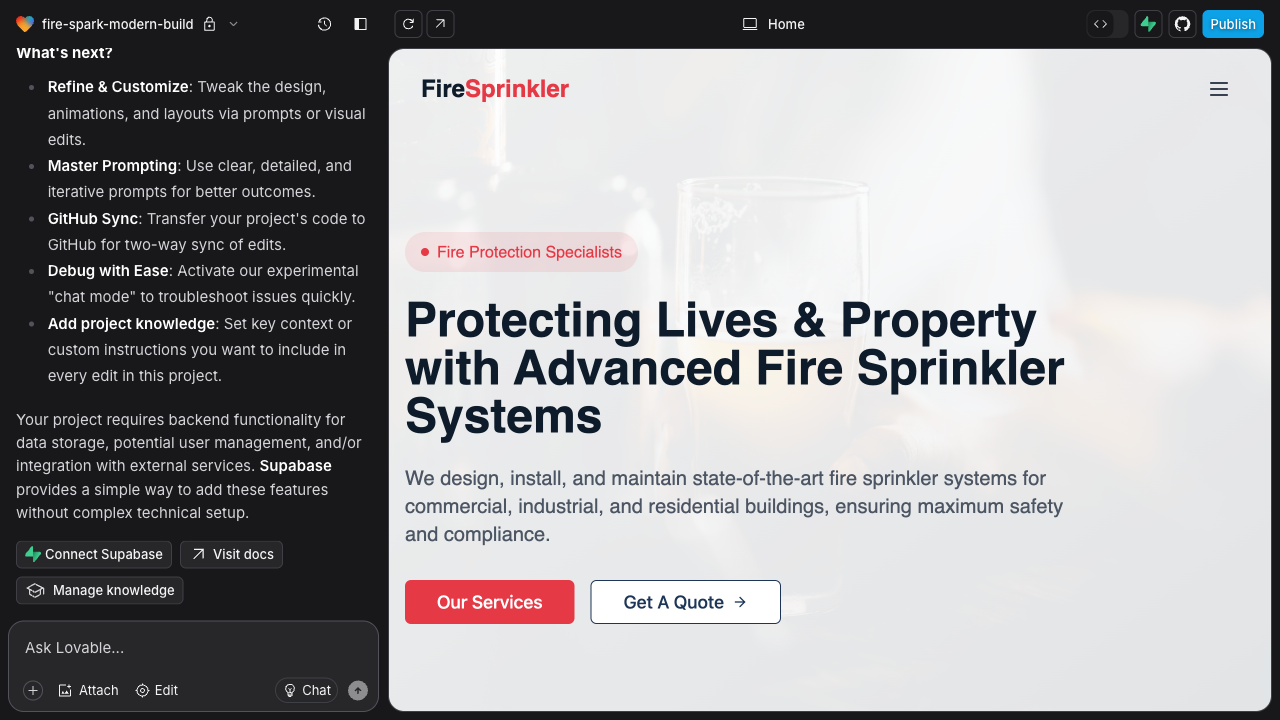 fire-spark-modern-build
Home
Publish
What's next?
Refine & Customize: Tweak the design,
animations, and layouts via prompts or visual
edits.
Master Prompting: Use clear, detailed, and
iterative prompts for better outcomes.
GitHub Sync: Transfer your project's code to
GitHub for two-way sync of edits.
Debug with Ease: Activate our experimental
"chat mode" to troubleshoot issues quickly.
Add project knowledge: Set key context or
custom instructions you want to include in
every edit in this project.
Your project requires backend functionality for
data storage, potential user management, and/or
integration with external services. Supabase
provides a simple way to add these features
without complex technical setup.
Connect Supabase
Visit docs
Manage knowledge
Ask Lovable...
Attach
Edit
Chat
FireSprinkler
Fire Protection Specialists
Protecting Lives & Property
with Advanced Fire Sprinkler
Systems
We design, install, and maintain state-of-the-art fire sprinkler systems for
commercial, industrial, and residential buildings, ensuring maximum safety
and compliance.
Our Services
Get A Quote →